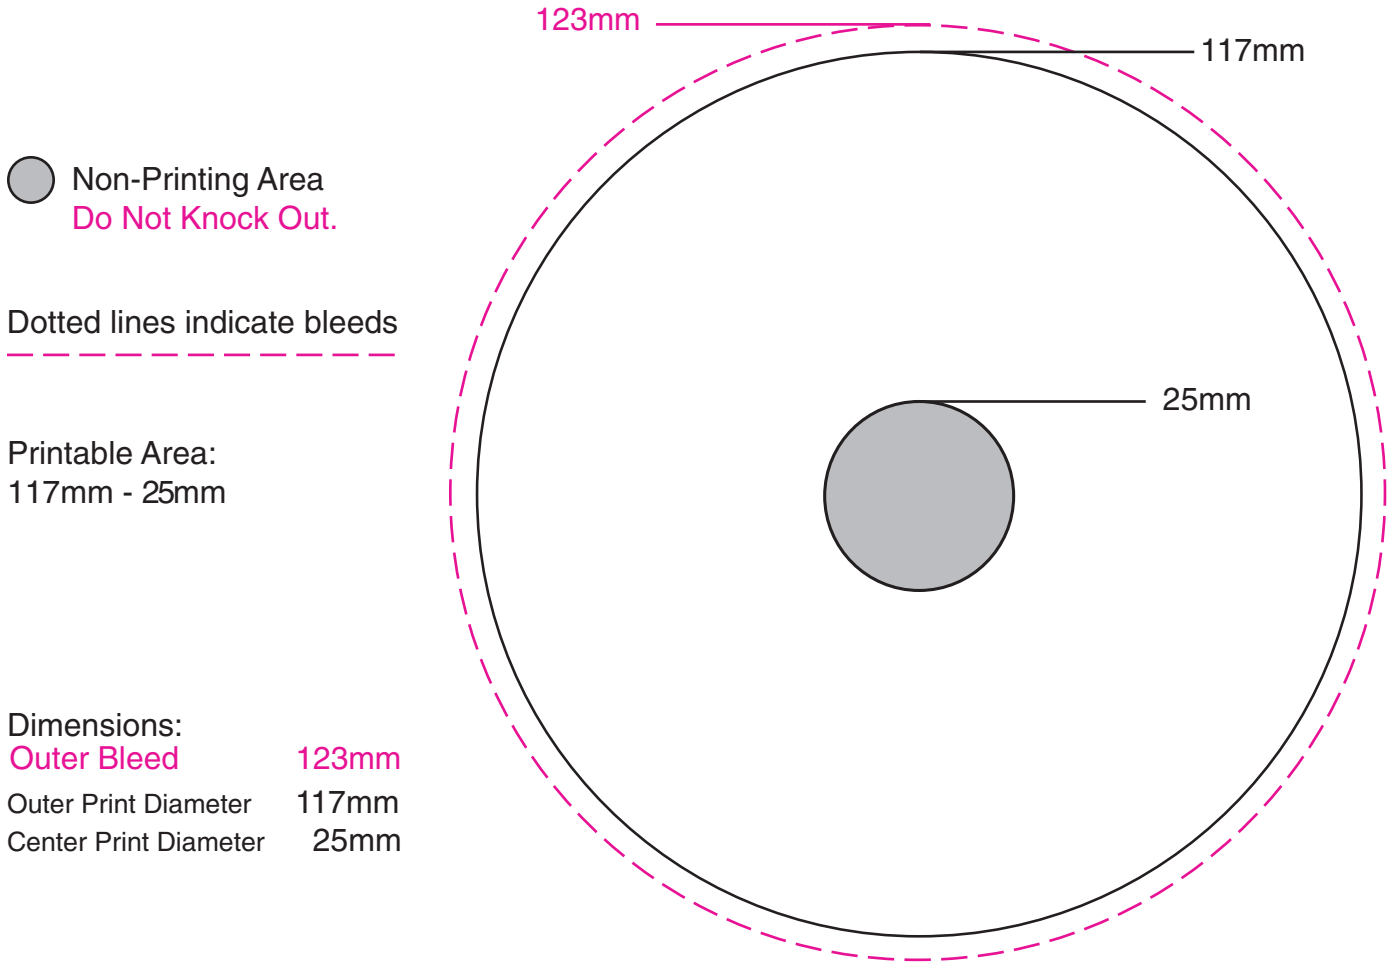 123mm
117mm
Non-Printing Area
Do Not Knock Out.
Dotted lines indicate bleeds
25mm
Printable Area:
117mm - 25mm
Dimensions:
Outer Bleed 123mm
Outer Print Diameter 117mm
Center Print Diameter 25mm